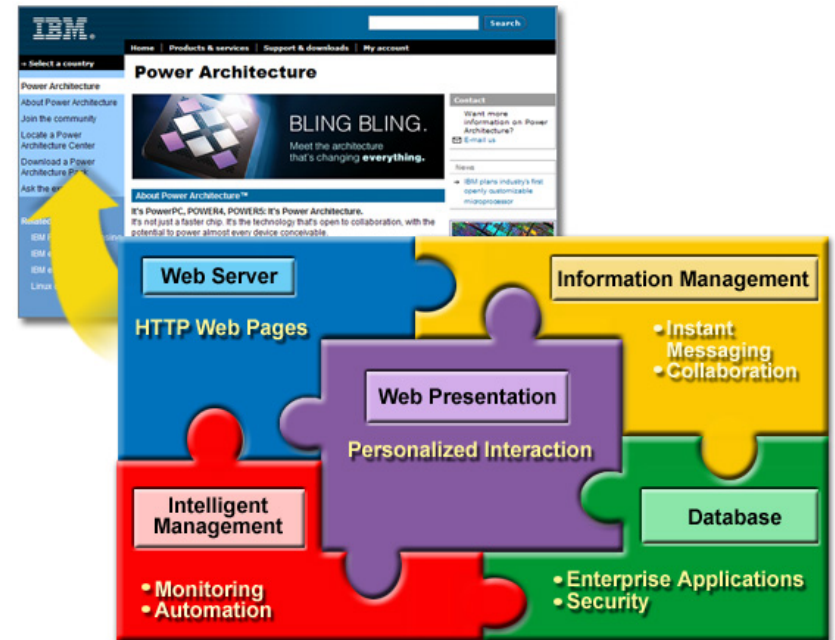 IBM.
Search
Home | Products & services | Support & downloads | My account
Select a country
Power Architecture
About Power Architecture
Join the community
Locate a Power
Architecture Center
Download a Power
Architecture
Ask the
Power Architecture
BLING BLING.
Meet the architecture
that's changing everything.
Contact
Want more
information on Power
Architecture?
E-mail us
News
IBM plans industry's first
openly customizable
microprocessor
About Power Architecture™
It's PowerPC, POWER4, POWER5: It's Power Architecture.
It's not just a faster chip. It's the technology that's open to collaboration, with the
potential to power almost every device conceivable.
IBM
IBM
IBM
Linux
Web Server
HTTP Web Pages
Information Management
• Instant
Messaging
• Collaboration
Web Presentation
Personalized Interaction
Intelligent
Management
• Monitoring
• Automation
Database
• Enterprise Applications
• Security